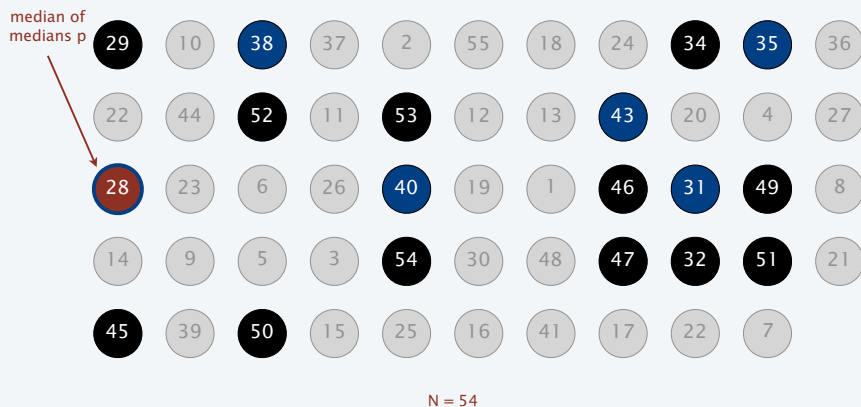 median of
medians p
29 10 38 37 2 55 18 24 34 35 36
22 44 52 11 53 12 13 43 20 4 27
28 23 6 26 40 19 1 46 31 49 8
14 9 5 3 54 30 48 47 32 51 21
45 39 50 15 25 16 41 17 22 7
N = 54